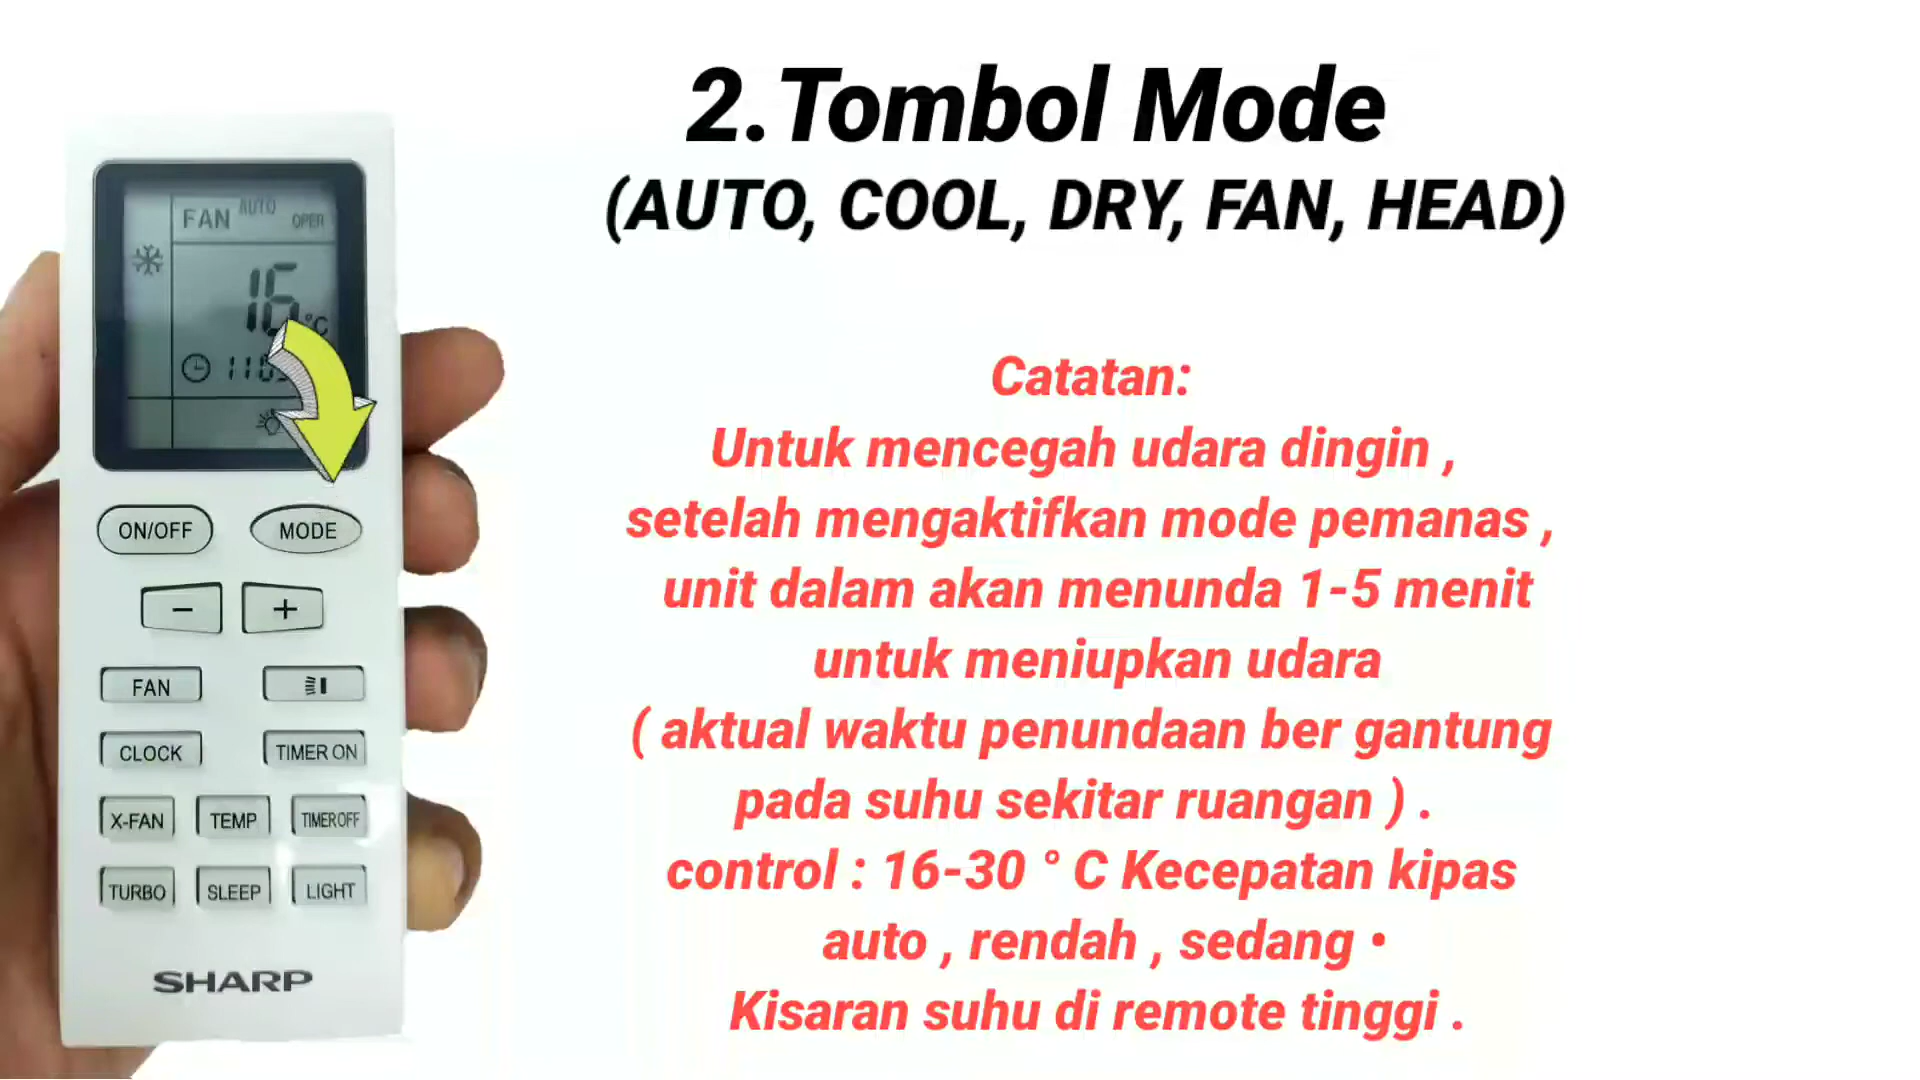 2.Tombol Mode
(AUTO, COOL, DRY, FAN, HEAD)
Catatan:
Untuk mencegah udara dingin ,
setelah mengaktifkan mode pemanas ,
unit dalam akan menunda 1-5 menit
untuk meniupkan udara
( aktual waktu penundaan ber gantung
pada suhu sekitar ruangan ) .
control : 16-30 ° C Kecepatan kipas
auto , rendah , sedang •
Kisaran suhu di remote tinggi .
FAN AUTO OPER
16 °C
ON/OFF MODE
− +
FAN
CLOCK TIMER ON
X-FAN TEMP TIMER OFF
TURBO SLEEP LIGHT
SHARP